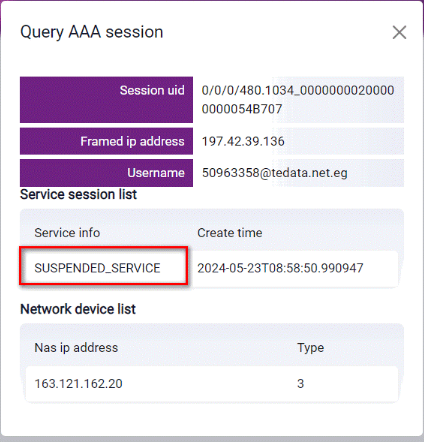 Query AAA session
Session uid 0/0/0/480.1034_0000000020000
0000000054B707
Framed ip address 197.42.39.136
Username 50963358@tedata.net.eg
Service session list
Service info Create time
SUSPENDED_SERVICE 2024-05-23T08:58:50.990947
Network device list
Nas ip address Type
163.121.162.20 3